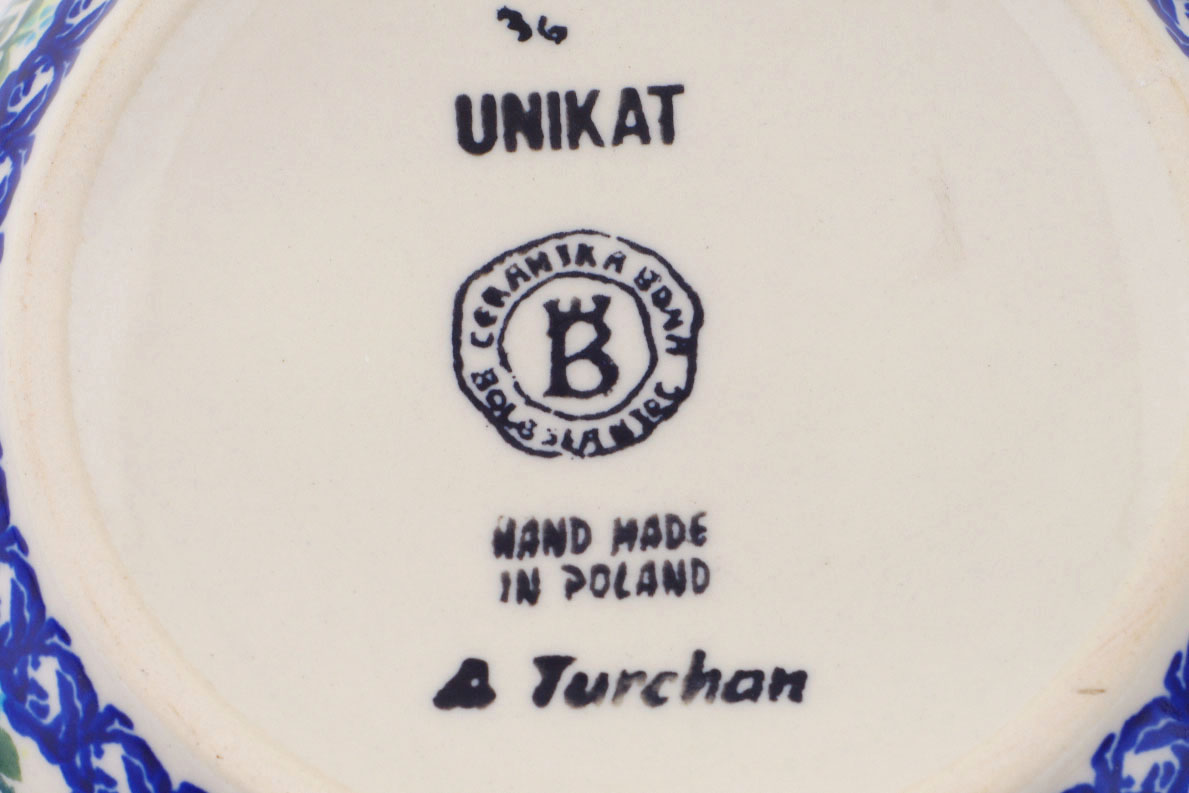 36
UNIKAT
CERAMIKA BONA
B
BOLESLAWIEC
HAND MADE
IN POLAND
A Turchan